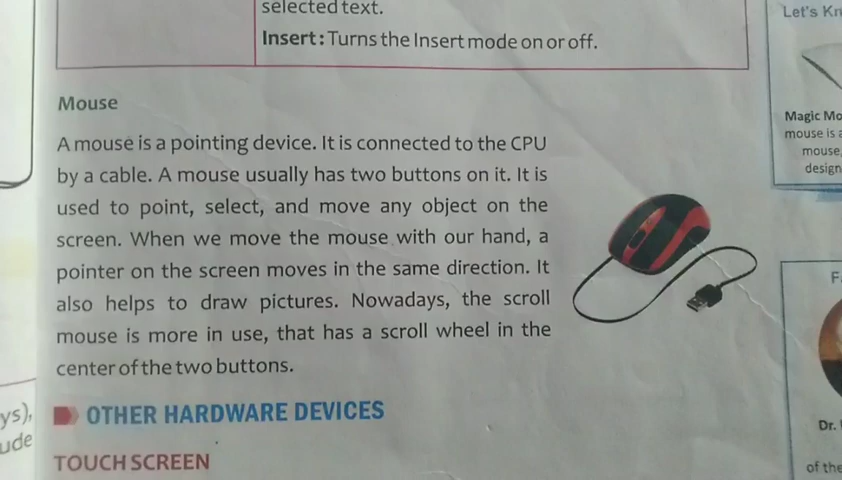 selected text.
Insert: Turns the Insert mode on or off.
Mouse
A mouse is a pointing device. It is connected to the CPU
by a cable. A mouse usually has two buttons on it. It is
used to point, select, and move any object on the
screen. When we move the mouse with our hand, a
pointer on the screen moves in the same direction. It
also helps to draw pictures. Nowadays, the scroll
mouse is more in use, that has a scroll wheel in the
center of the two buttons.
OTHER HARDWARE DEVICES
TOUCH SCREEN
ys),
ude
Let's
Magic
mouse is
mouse,
design
Dr.
of the